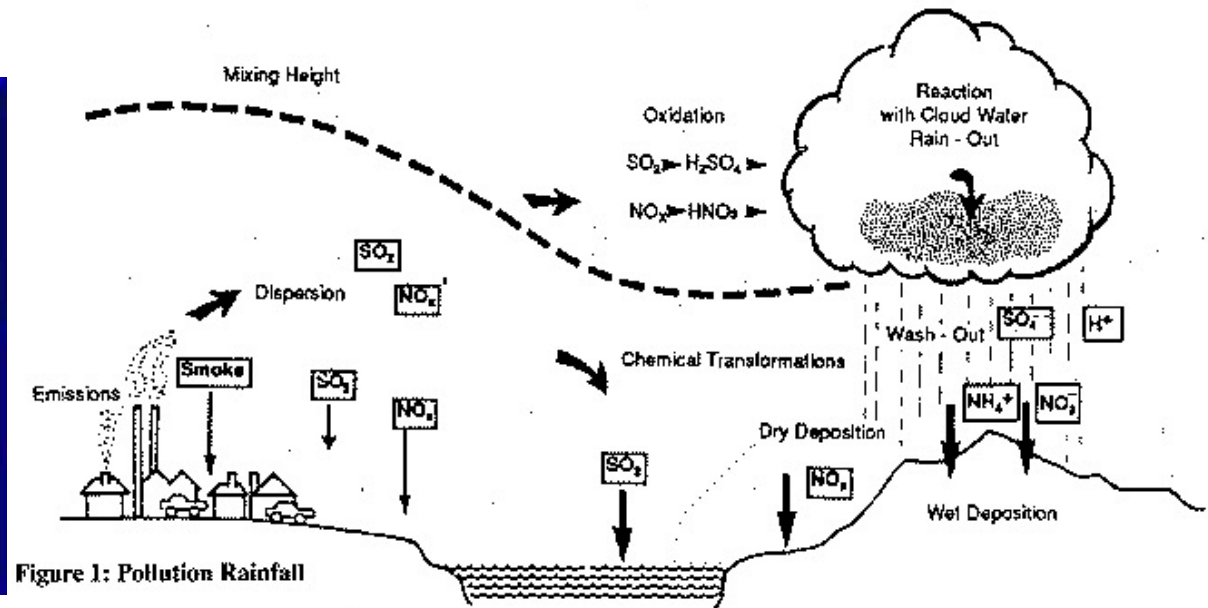 Mixing Height
Oxidation
SO₂ ► H₂SO₄ ►
NOₓ ► HNO₃ ►
Reaction
with Cloud Water
Rain - Out
SO₂
NOₓ
Dispersion
Emissions
Smoke
SO₂
NOₓ
Chemical Transformations
Wash - Out
SO₄⁻⁻
H⁺
NH₄⁺
NO₃⁻
Dry Deposition
SO₂
NOₓ
Wet Deposition
Figure 1: Pollution Rainfall